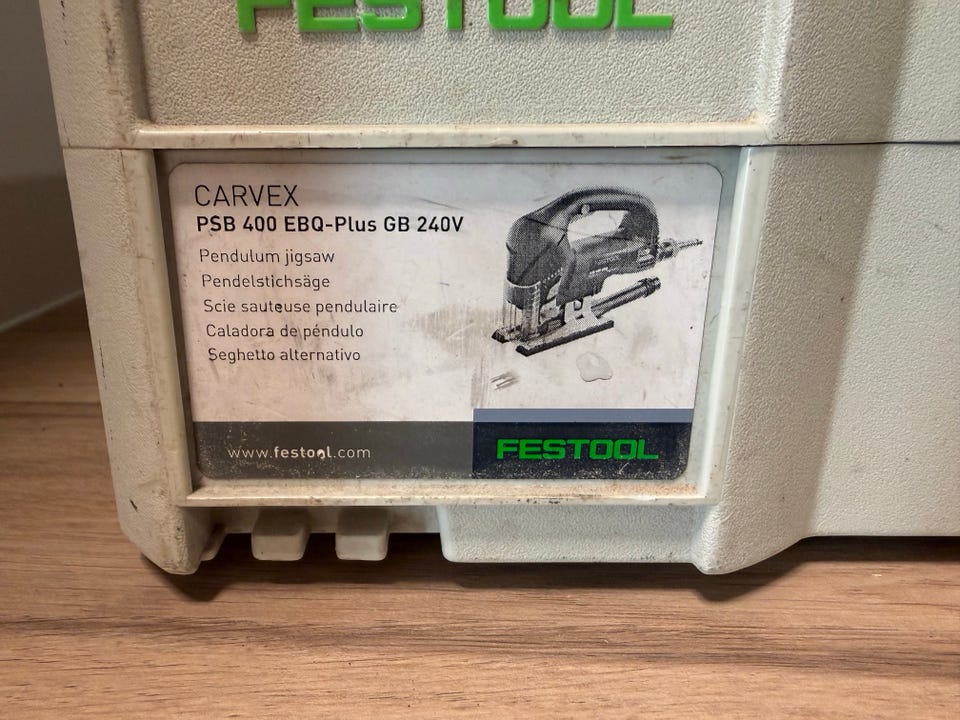 FESTOOL
CARVEX
PSB 400 EBQ-Plus GB 240V
Pendulum jigsaw
Pendelstichsäge
Scie sauteuse pendulaire
Caladora de péndulo
Seghetto alternativo
www.festool.com
FESTOOL